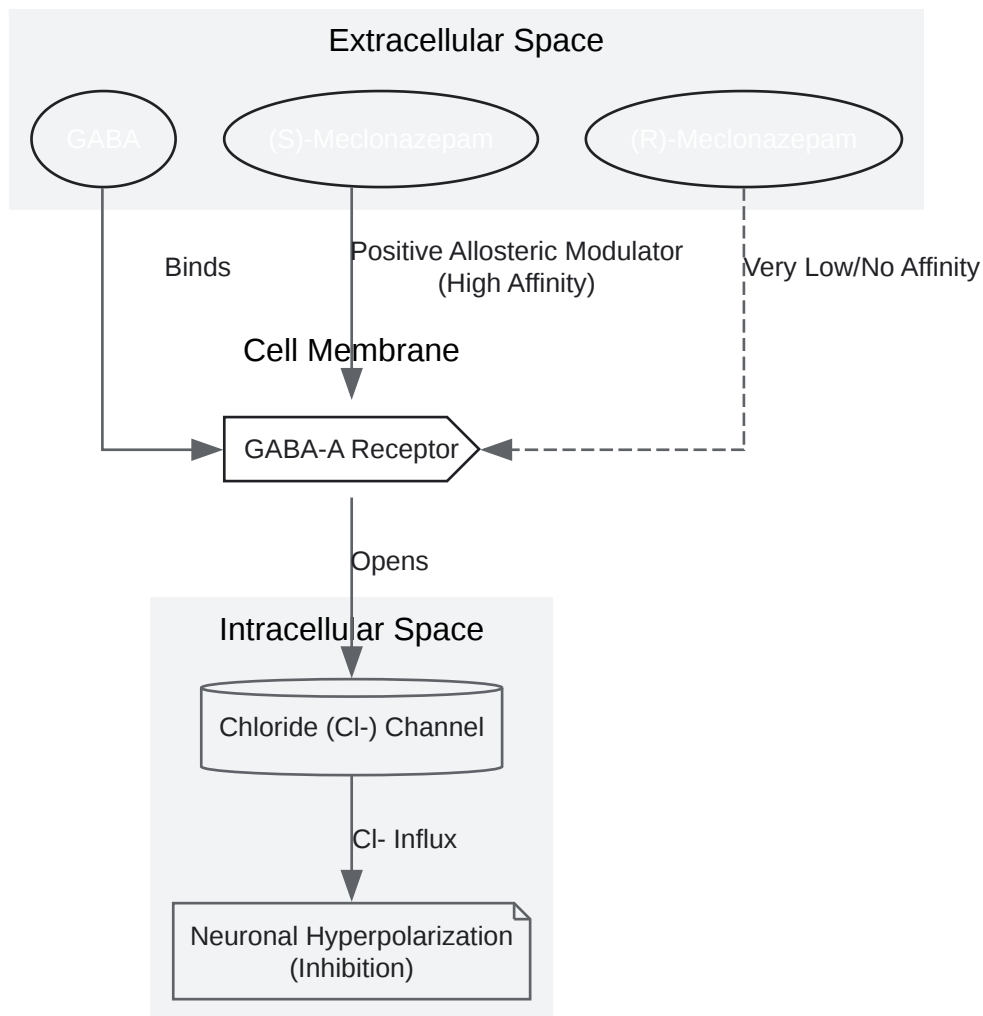 Extracellular Space
GABA
(S)-Meclonazepam
(R)-Meclonazepam
Binds
Positive Allosteric Modulator
(High Affinity)
Very Low/No Affinity
Cell Membrane
GABA-A Receptor
Opens
Intracellular Space
Chloride (Cl-) Channel
Cl- Influx
Neuronal Hyperpolarization
(Inhibition)